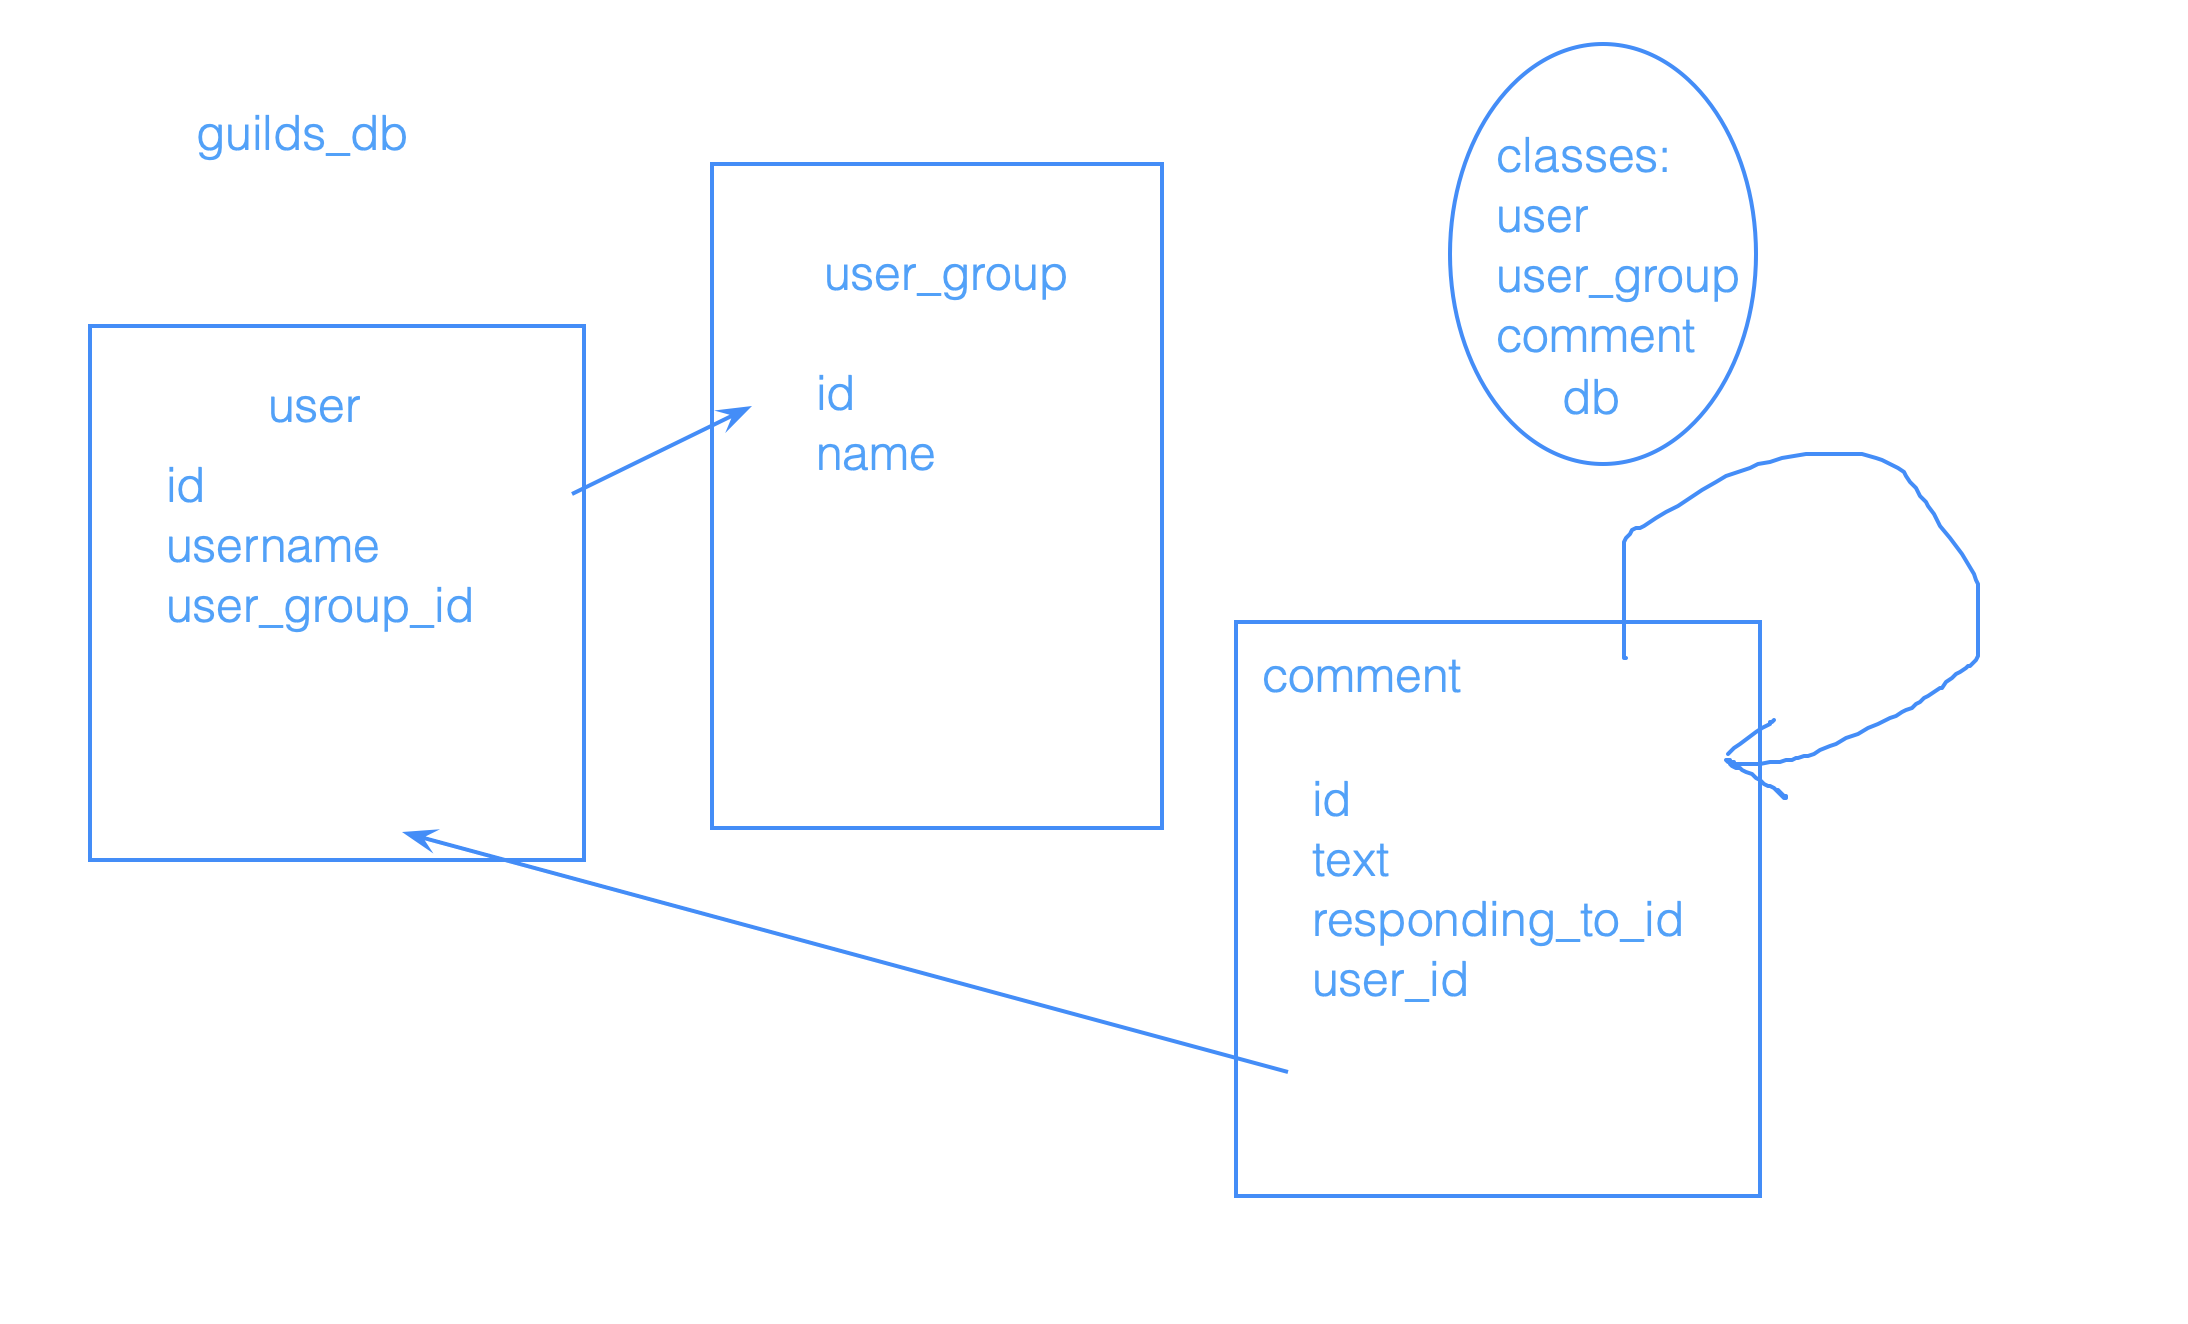 guilds_db
user
id
username
user_group_id
user_group
id
name
classes:
user
user_group
comment
db
comment
id
text
responding_to_id
user_id